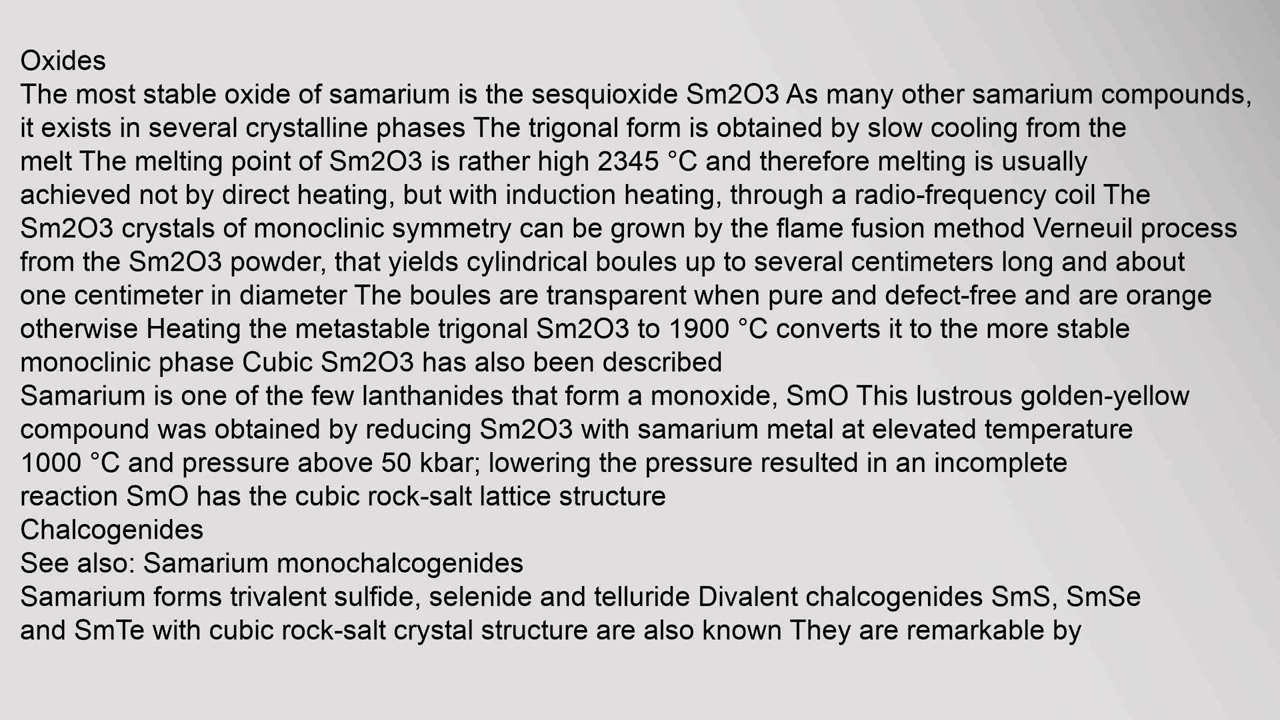 Oxides
The most stable oxide of samarium is the sesquioxide Sm2O3 As many other samarium compounds,
it exists in several crystalline phases The trigonal form is obtained by slow cooling from the
melt The melting point of Sm2O3 is rather high 2345 °C and therefore melting is usually
achieved not by direct heating, but with induction heating, through a radio-frequency coil The
Sm2O3 crystals of monoclinic symmetry can be grown by the flame fusion method Verneuil process
from the Sm2O3 powder, that yields cylindrical boules up to several centimeters long and about
one centimeter in diameter The boules are transparent when pure and defect-free and are orange
otherwise Heating the metastable trigonal Sm2O3 to 1900 °C converts it to the more stable
monoclinic phase Cubic Sm2O3 has also been described
Samarium is one of the few lanthanides that form a monoxide, SmO This lustrous golden-yellow
compound was obtained by reducing Sm2O3 with samarium metal at elevated temperature
1000 °C and pressure above 50 kbar; lowering the pressure resulted in an incomplete
reaction SmO has the cubic rock-salt lattice structure
Chalcogenides
See also: Samarium monochalcogenides
Samarium forms trivalent sulfide, selenide and telluride Divalent chalcogenides SmS, SmSe
and SmTe with cubic rock-salt crystal structure are also known They are remarkable by